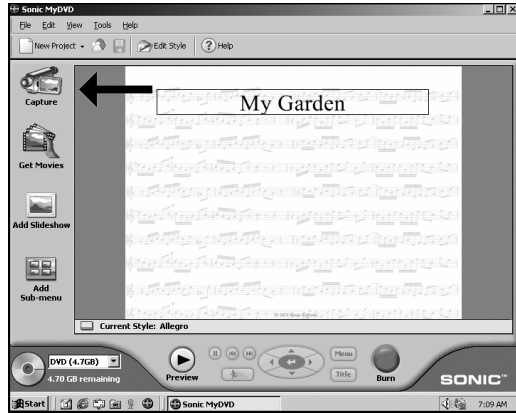 Sonic MyDVD
File Edit View Tools Help
New Project Edit Style Help
Capture
My Garden
Get Movies
Add Slideshow
Add
Sub-menu
Current Style: Allegro
DVD (4.7GB)
4.70 GB remaining
Preview
Menu
Title
Burn
SONIC™
Start
Sonic MyDVD
7:09 AM